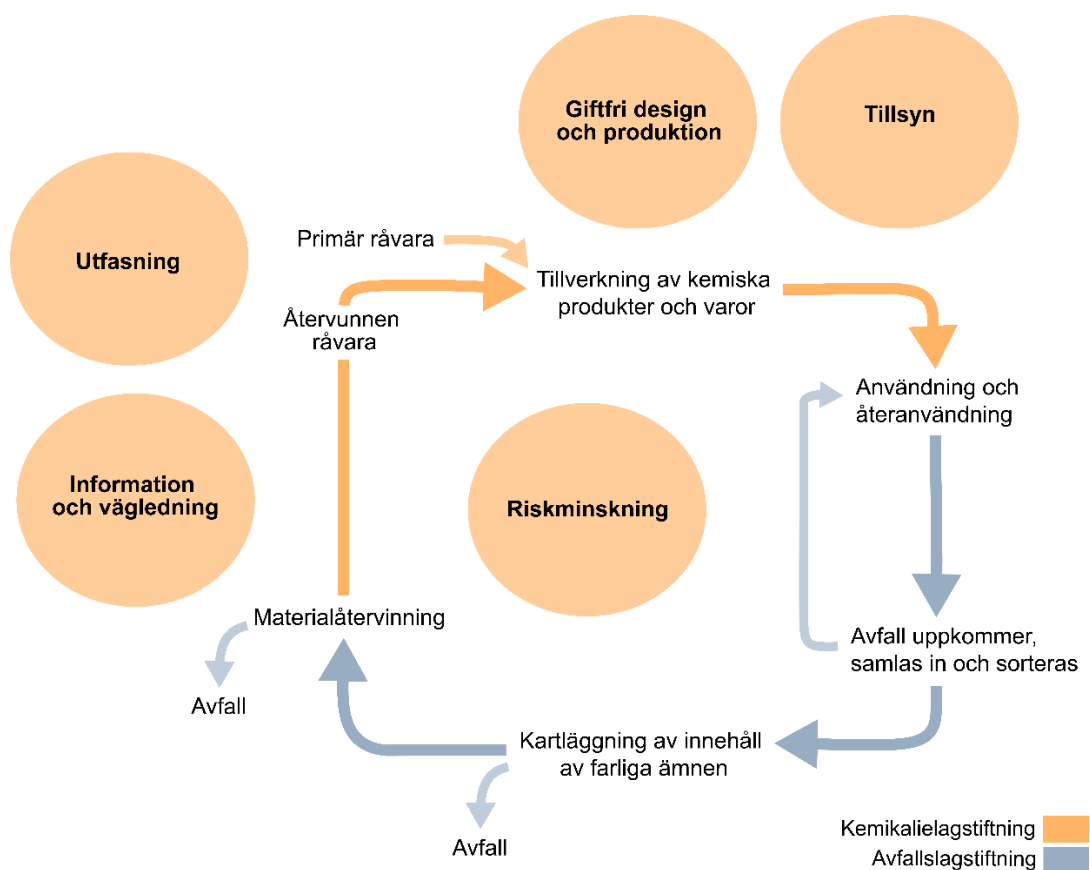 Giftfri design
och produktion
Tillsyn
Utfasning
Primär råvara
Tillverkning av kemiska
produkter och varor
Återvunnen
råvara
Användning och
återanvändning
Information
och vägledning
Riskminskning
Materialåtervinning
Avfall uppkommer,
samlas in och sorteras
Avfall
Kartläggning av innehåll
av farliga ämnen
Avfall
Kemikalielagstiftning
Avfallslagstiftning